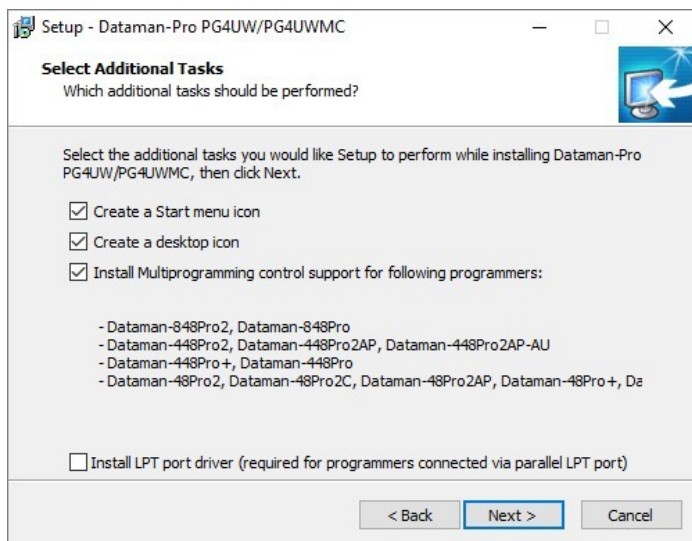 Setup - Dataman-Pro PG4UW/PG4UWMC
Select Additional Tasks
Which additional tasks should be performed?
Select the additional tasks you would like Setup to perform while installing Dataman-Pro
PG4UW/PG4UWMC, then click Next.
Create a Start menu icon
Create a desktop icon
Install Multiprogramming control support for following programmers:
- Dataman-848Pro2, Dataman-848Pro
- Dataman-448Pro2, Dataman-448Pro2AP, Dataman-448Pro2AP-AU
- Dataman-448Pro+, Dataman-448Pro
- Dataman-48Pro2, Dataman-48Pro2C, Dataman-48Pro2AP, Dataman-48Pro+, Da
Install LPT port driver (required for programmers connected via parallel LPT port)
< Back Next > Cancel